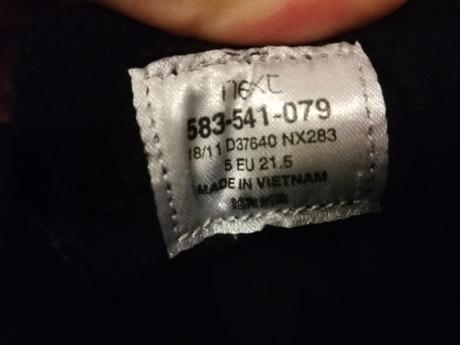 next
583-541-079
18/11 D37640 NX283
5 EU 21.5
MADE IN VIETNAM